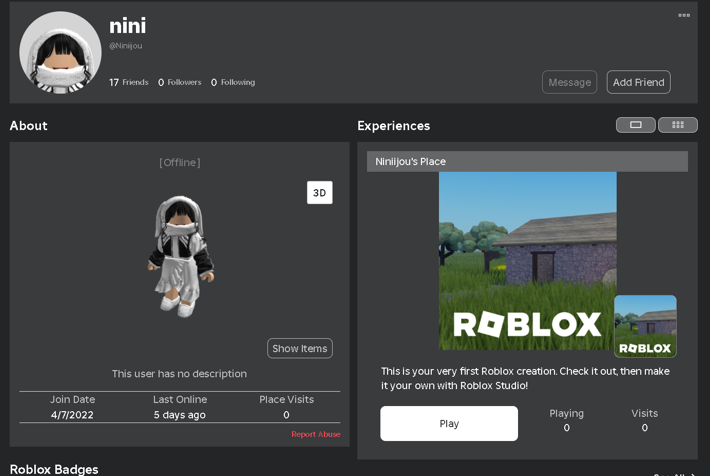 nini
@Niniijou
17 Friends 0 Followers 0 Following
Message
Add Friend
About
[Offline]
3D
Show Items
This user has no description
Join Date Last Online Place Visits
4/7/2022 5 days ago 0
Report Abuse
Roblox Badges
Experiences
Niniijou's Place
ROBLOX
ROBLOX
This is your very first Roblox creation. Check it out, then make
it your own with Roblox Studio!
Play
Playing Visits
0 0